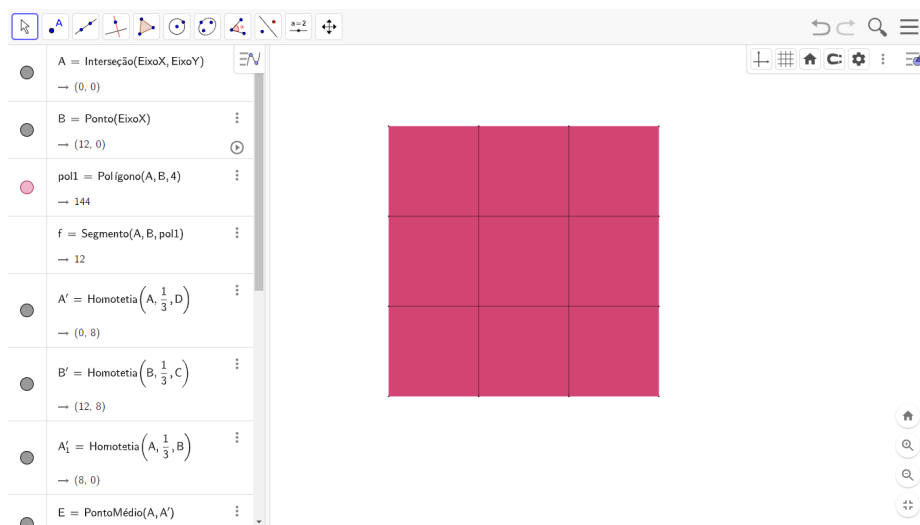 A
a=2
A = Interseção(EixoX, EixoY)
→ (0, 0)
B = Ponto(EixoX)
→ (12, 0)
pol1 = Polígono(A, B, 4)
→ 144
f = Segmento(A, B, pol1)
→ 12
A′ = Homotetia(A, 1/3, D)
→ (0, 8)
B′ = Homotetia(B, 1/3, C)
→ (12, 8)
A′₁ = Homotetia(A, 1/3, B)
→ (8, 0)
E = PontoMédio(A, A′)